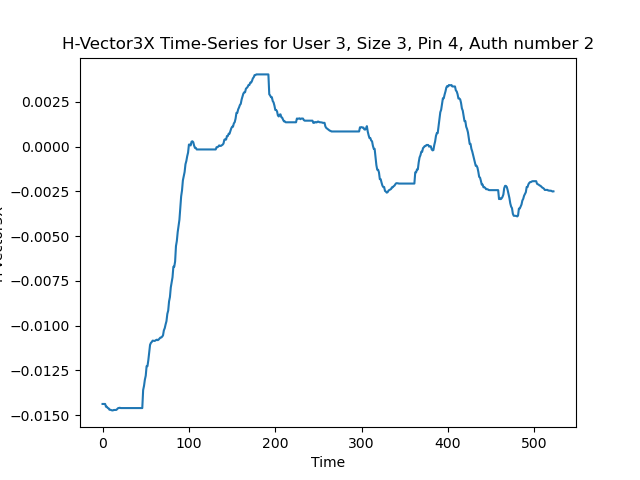 H-Vector3X Time-Series for User 3, Size 3, Pin 4, Auth number 2
0.0025
0.0000
−0.0025
−0.0050
−0.0075
−0.0100
−0.0125
−0.0150
0 100 200 300 400 500
Time